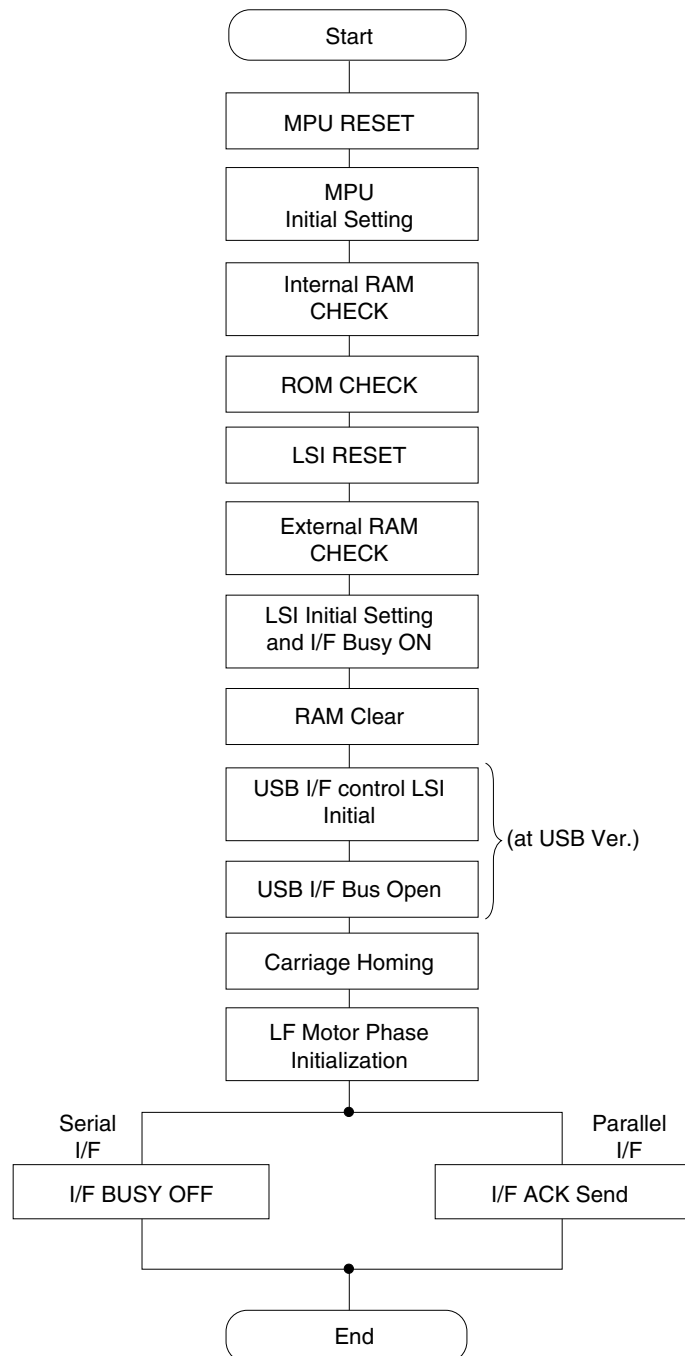 Start
MPU RESET
MPU
Initial Setting
Internal RAM
CHECK
ROM CHECK
LSI RESET
External RAM
CHECK
LSI Initial Setting
and I/F Busy ON
RAM Clear
USB I/F control LSI
Initial
(at USB Ver.)
USB I/F Bus Open
Carriage Homing
LF Motor Phase
Initialization
Serial
I/F
Parallel
I/F
I/F BUSY OFF
I/F ACK Send
End